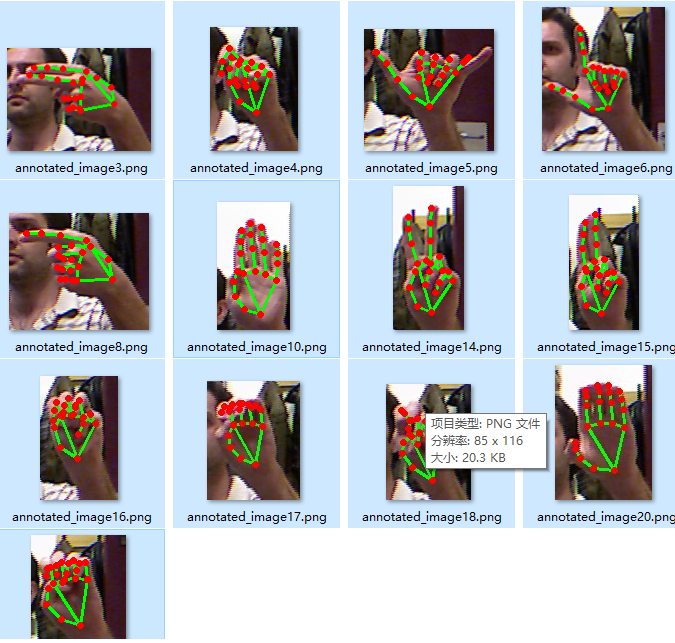 annotated_image3.png
annotated_image4.png
annotated_image5.png
annotated_image6.png
annotated_image8.png
annotated_image10.png
annotated_image14.png
annotated_image15.png
项目类型: PNG 文件
分辨率: 85 x 116
大小: 20.3 KB
annotated_image16.png
annotated_image17.png
annotated_image18.png
annotated_image20.png